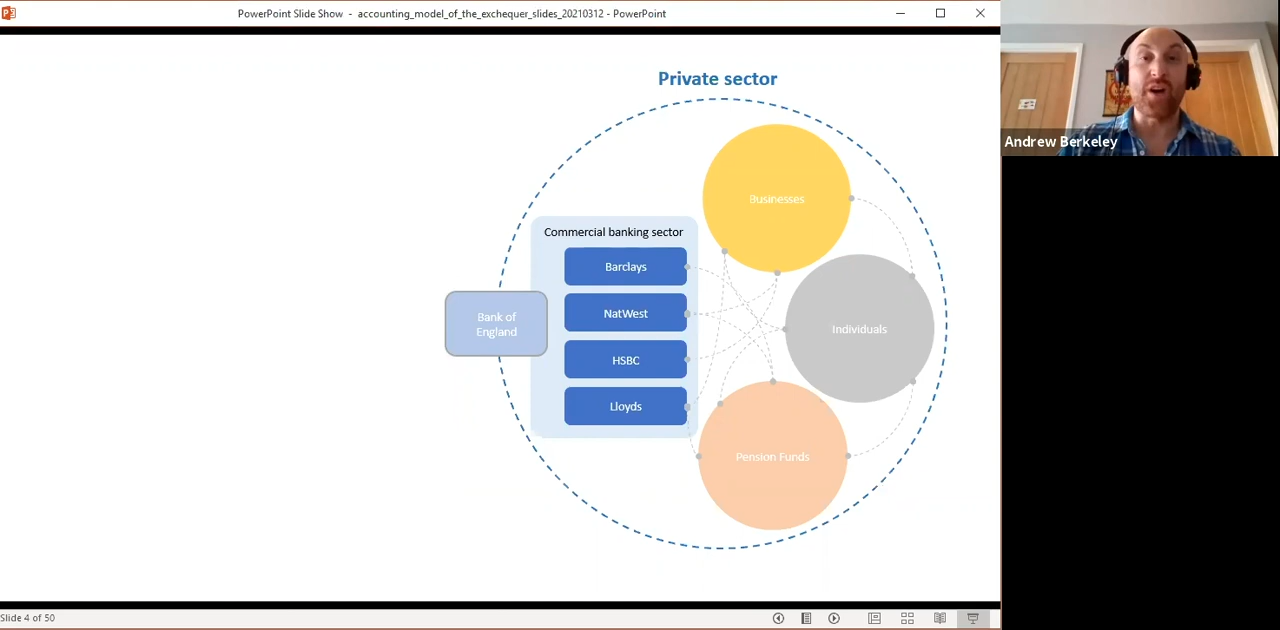 PowerPoint Slide Show - accounting_model_of_the_exchequer_slides_20210312 - PowerPoint
Private sector
Businesses
Commercial banking sector
Barclays
Bank of
England
NatWest
Individuals
HSBC
Lloyds
Pension Funds
Andrew Berkeley
Slide 4 of 50